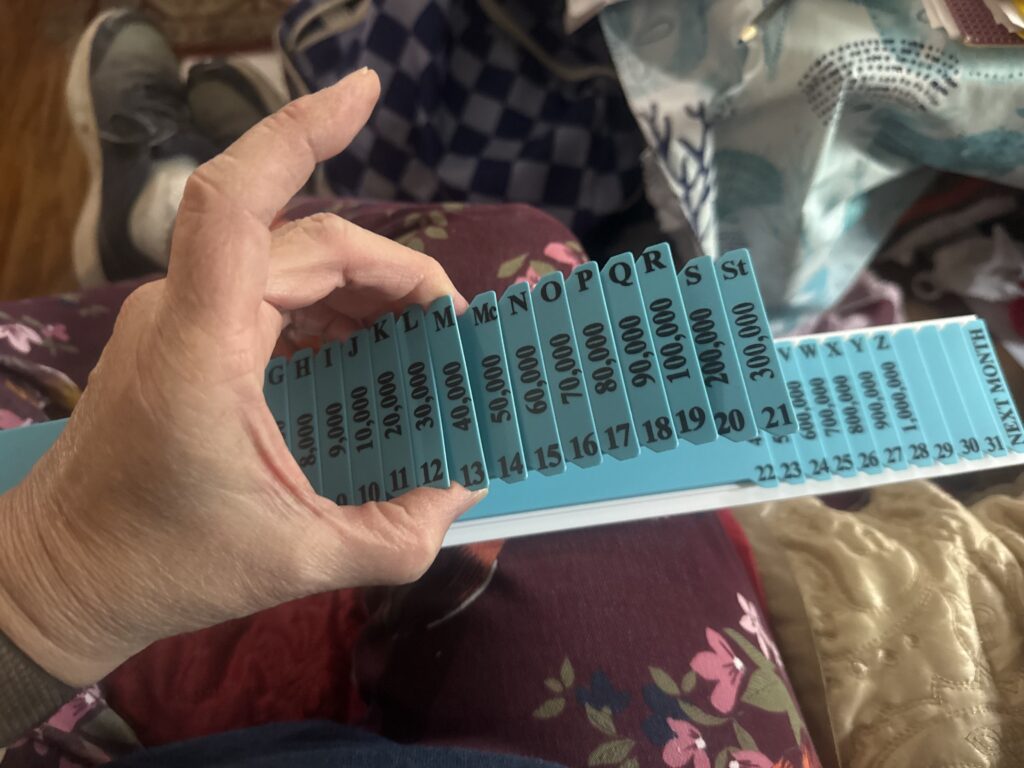 G H I J K L M Mc N O P Q R S St V W X Y Z
8,000 9,000 10,000 20,000 30,000 40,000 50,000 60,000 70,000 80,000 90,000 100,000 200,000 300,000 600,000 700,000 800,000 900,000 1,000,000
9 10 11 12 13 14 15 16 17 18 19 20 21 22 23 24 25 26 27 28 29 30 31
NEXT MONTH